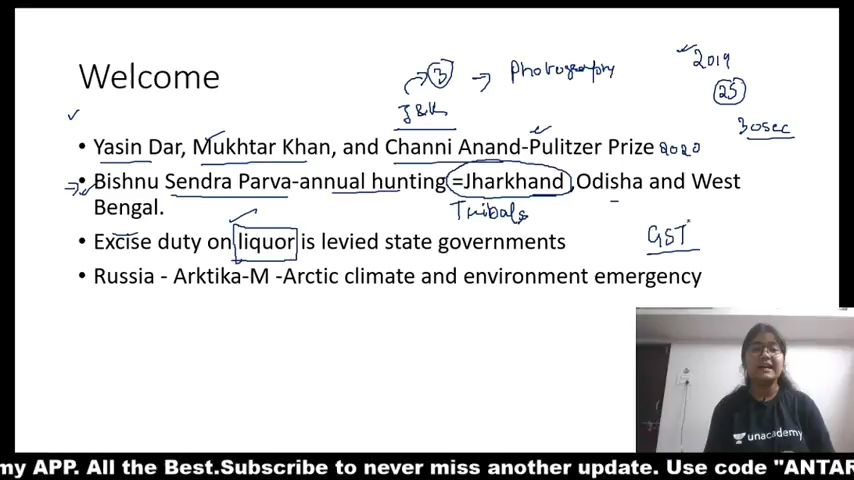 2019
3 → Photography
Welcome
25
J&K
30sec
• Yasin Dar, Mukhtar Khan, and Channi Anand-Pulitzer Prize 2020
• Bishnu Sendra Parva-annual hunting =Jharkhand ,Odisha and West
Bengal.
Tribals
• Excise duty on liquor is levied state governments
GST
• Russia - Arktika-M -Arctic climate and environment emergency
unacademy
my APP. All the Best.Subscribe to never miss another update. Use code "ANTAR